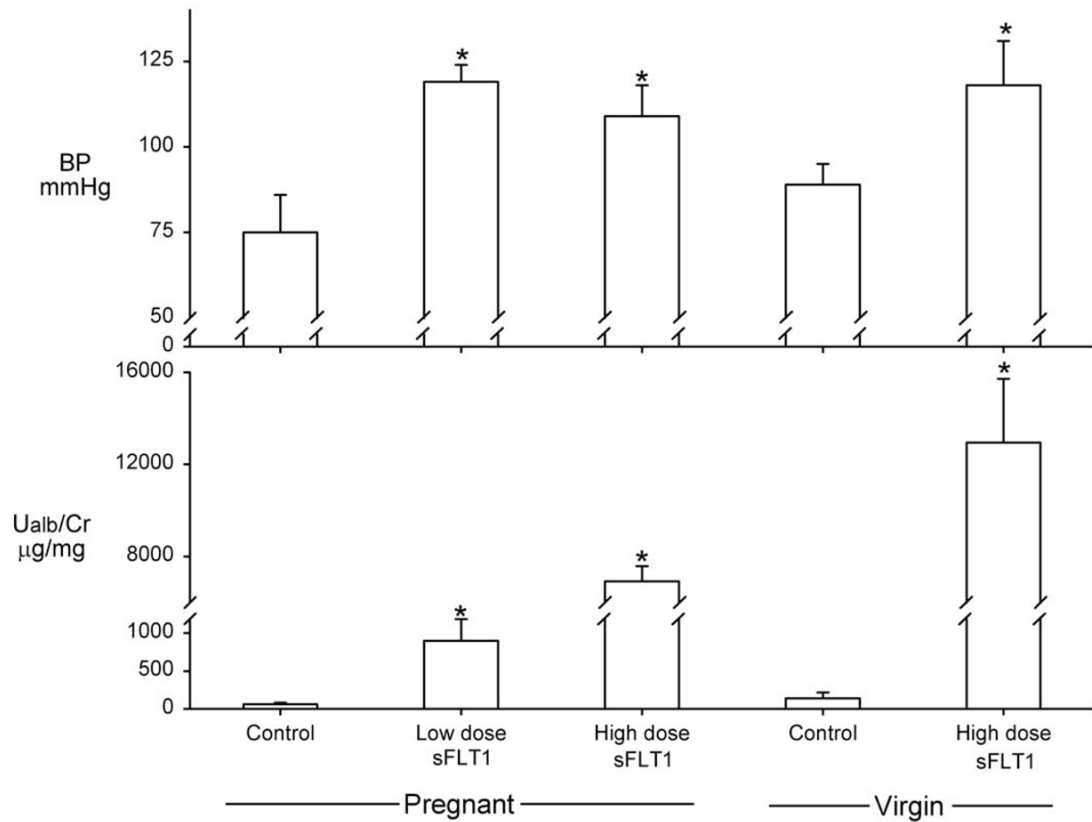 125
*
*
*
100
BP
mmHg
75
50
0
16000
*
12000
Ualb/Cr
μg/mg
8000
*
*
1000
500
0
Control
Low dose
sFLT1
High dose
sFLT1
Control
High dose
sFLT1
Pregnant
Virgin